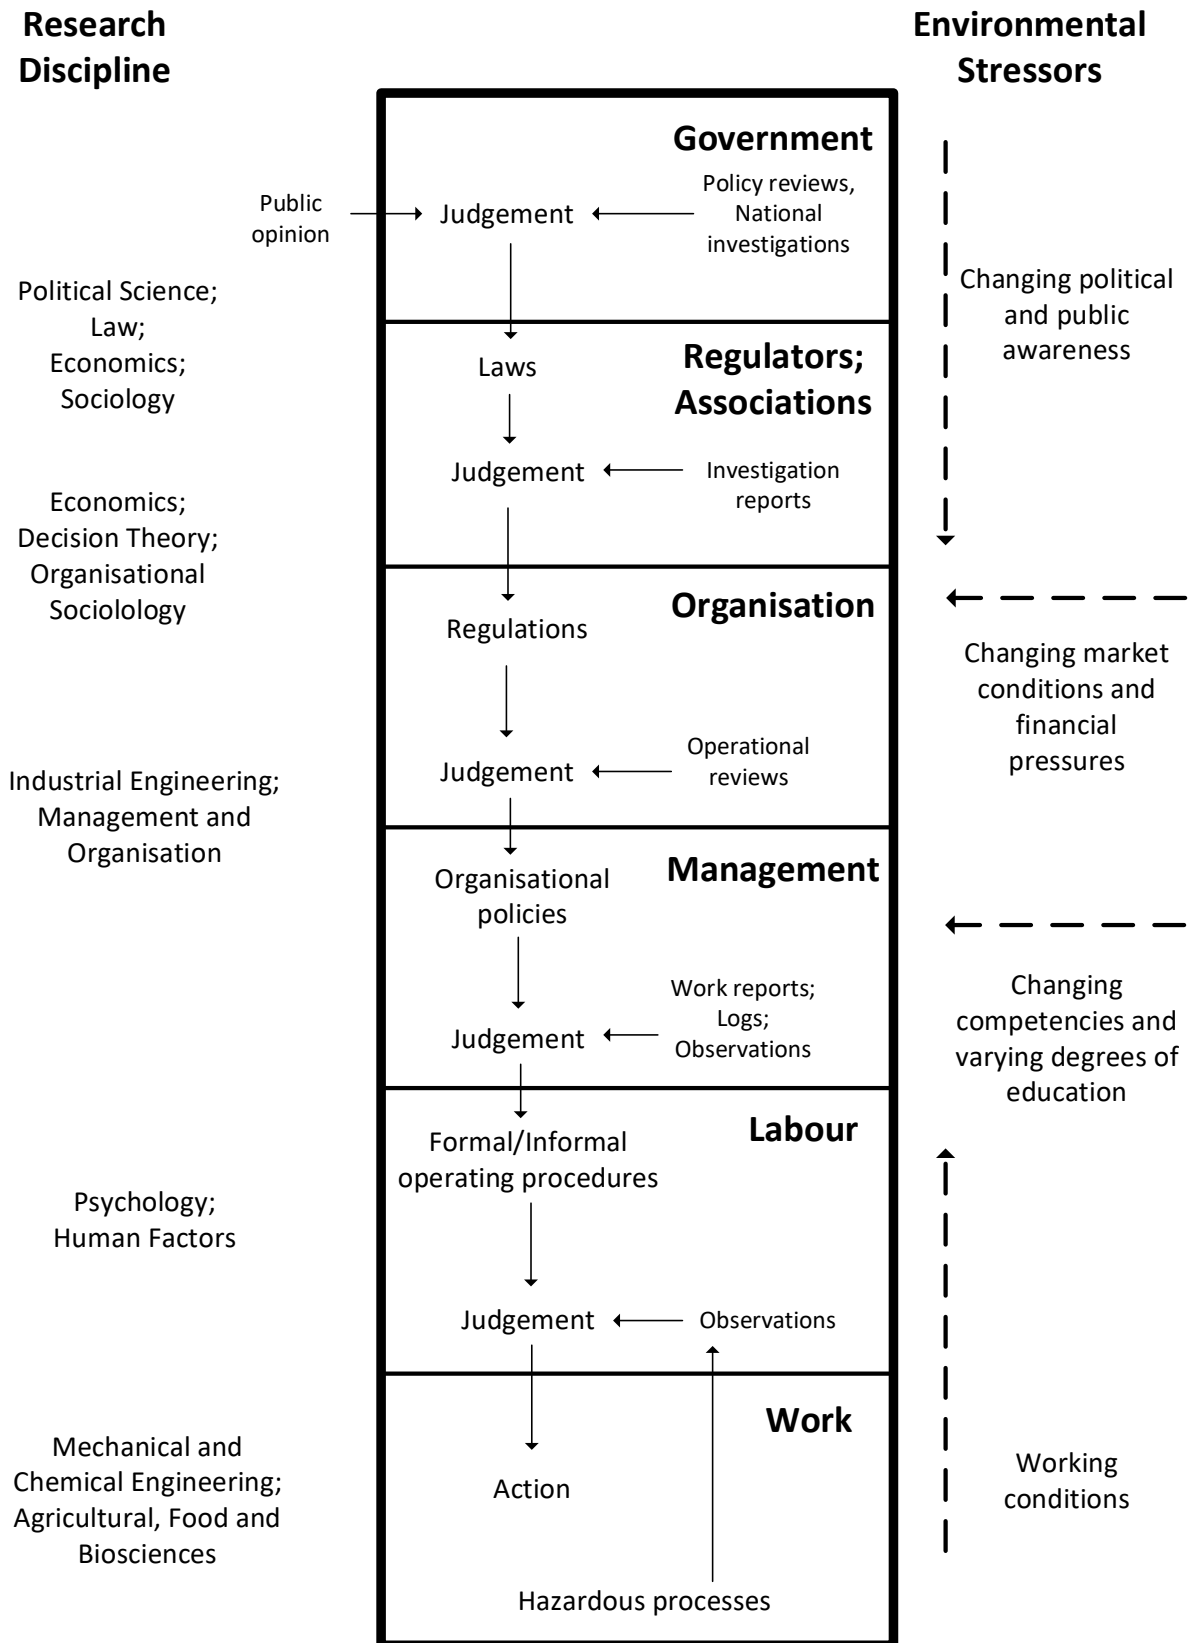 Research
Discipline
Environmental
Stressors
Government
Public
opinion
Judgement
Policy reviews,
National
investigations
Political Science;
Law;
Economics;
Sociology
Changing political
and public
awareness
Regulators;
Associations
Laws
Judgement
Investigation
reports
Economics;
Decision Theory;
Organisational
Sociolology
Organisation
Regulations
Changing market
conditions and
financial
pressures
Judgement
Operational
reviews
Industrial Engineering;
Management and
Organisation
Management
Organisational
policies
Judgement
Work reports;
Logs;
Observations
Changing
competencies and
varying degrees of
education
Labour
Formal/Informal
operating procedures
Psychology;
Human Factors
Judgement
Observations
Work
Mechanical and
Chemical Engineering;
Agricultural, Food and
Biosciences
Action
Working
conditions
Hazardous processes